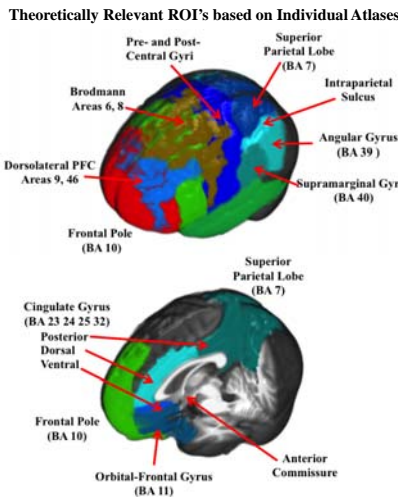 Theoretically Relevant ROI's based on Individual Atlases
Pre- and Post-
Central Gyri
Superior
Parietal Lobe
(BA 7)
Brodmann
Areas 6, 8
Intraparietal
Sulcus
Angular Gyrus
(BA 39 )
Dorsolateral PFC
Areas 9, 46
Supramarginal Gyr
(BA 40)
Frontal Pole
(BA 10)
Superior
Parietal Lobe
(BA 7)
Cingulate Gyrus
(BA 23 24 25 32)
Posterior
Dorsal
Ventral
Frontal Pole
(BA 10)
Anterior
Commissure
Orbital-Frontal Gyrus
(BA 11)